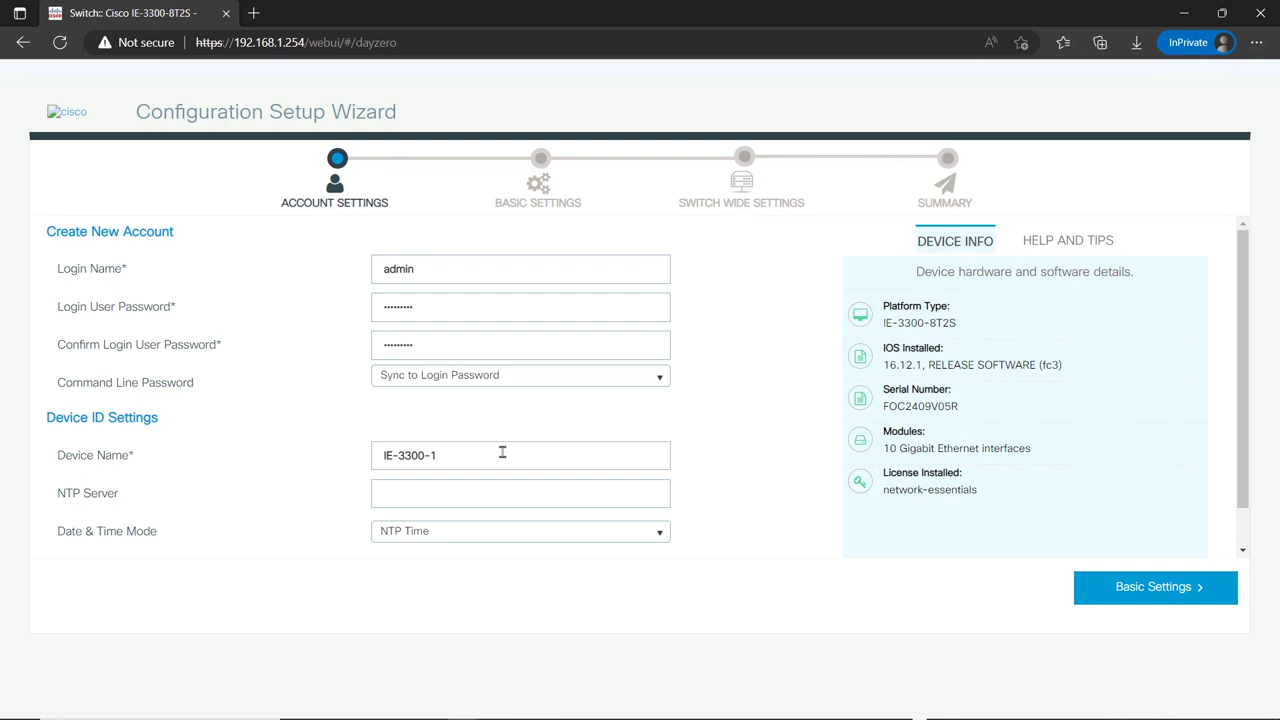 Switch:: Cisco IE-3300-8T2S -
Not secure
https://192.168.1.254/webui/#/dayzero
InPrivate
cisco
Configuration Setup Wizard
ACCOUNT SETTINGS
BASIC SETTINGS
SWITCH WIDE SETTINGS
SUMMARY
Create New Account
Login Name*
admin
Login User Password*
•••••••••
Confirm Login User Password*
•••••••••
Command Line Password
Sync to Login Password
Device ID Settings
Device Name*
IE-3300-1
NTP Server
Date & Time Mode
NTP Time
DEVICE INFO
HELP AND TIPS
Device hardware and software details.
Platform Type:
IE-3300-8T2S
IOS Installed:
16.12.1, RELEASE SOFTWARE (fc3)
Serial Number:
FOC2409V05R
Modules:
10 Gigabit Ethernet interfaces
License Installed:
network-essentials
Basic Settings >